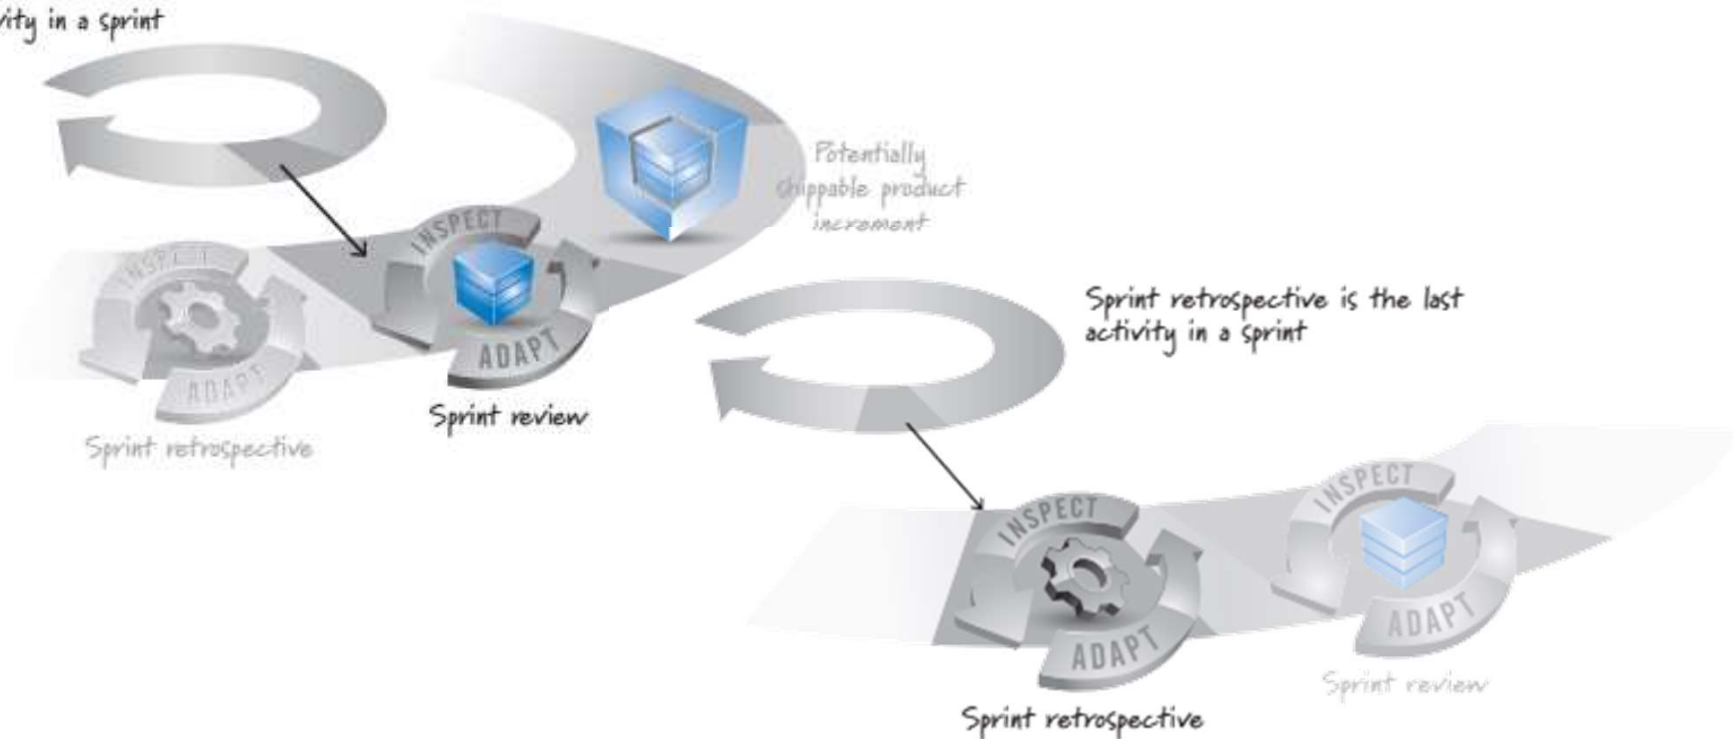 in a sprint
Potentially
shippable product
increment
INSPECT
INSPECT
ADAPT
ADAPT
Sprint review
Sprint retrospective
Sprint retrospective is the last
activity in a sprint
INSPECT
INSPECT
ADAPT
ADAPT
Sprint review
Sprint retrospective